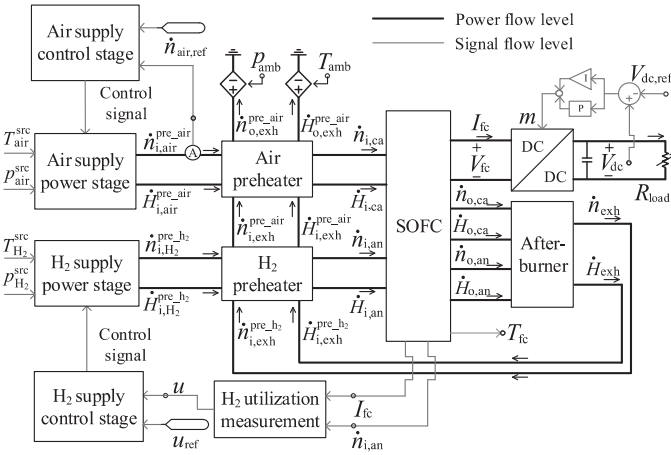 Air supply
control stage
ṅair,ref
Control
signal
pamb
Tamb
Power flow level
Signal flow level
Vdc,ref
I
P
m
Tairsrc
pairsrc
Air supply
power stage
ṅi,airpre_air
A
Ḣi,airpre_air
ṅo,exhpre_air
Ḣo,exhpre_air
Air
preheater
ṅi,ca
Hi-ca
SOFC
Ifc
+
Vfc
−
DC
DC
+
Vdc
−
Rload
ṅi,exhpre_air
Ḣi,exhpre_air
TH2src
pH2src
H2 supply
power stage
ṅi,H2pre_h2
Ḣi,H2pre_h2
H2
preheater
ṅi,an
Ḣi,an
ṅo,ca
Ḣo,ca
ṅo,an
Ḣo,an
After-
burner
ṅexh
Ḣexh
ṅi,exhpre_h2
Ḣi,exhpre_h2
Tfc
Control
signal
H2 supply
control stage
u
uref
H2 utilization
measurement
Ifc
ṅi,an